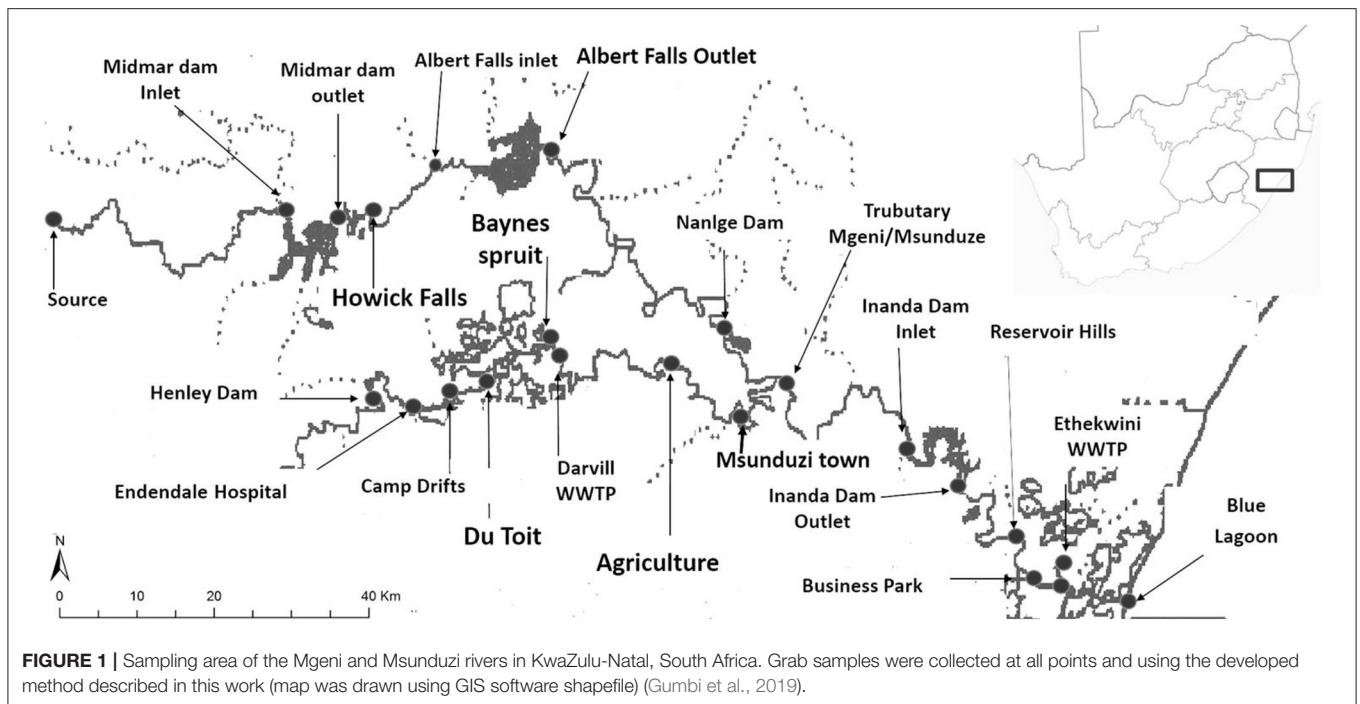 Midmar dam
Inlet
Midmar dam
outlet
Albert Falls inlet
Albert Falls Outlet
Source
Howick Falls
Baynes
spruit
Nanlge Dam
Trubutary
Mgeni/Msunduze
Inanda Dam
Inlet
Reservoir Hills
Henley Dam
Endendale Hospital
Camp Drifts
Du Toit
Darvill
WWTP
Agriculture
Msunduzi town
Inanda Dam
Outlet
Ethekwini
WWTP
Business Park
Blue
Lagoon
N
0 10 20 40 Km
FIGURE 1 | Sampling area of the Mgeni and Msunduzi rivers in KwaZulu-Natal, South Africa. Grab samples were collected at all points and using the developed
method described in this work (map was drawn using GIS software shapefile) (Gumbi et al., 2019).